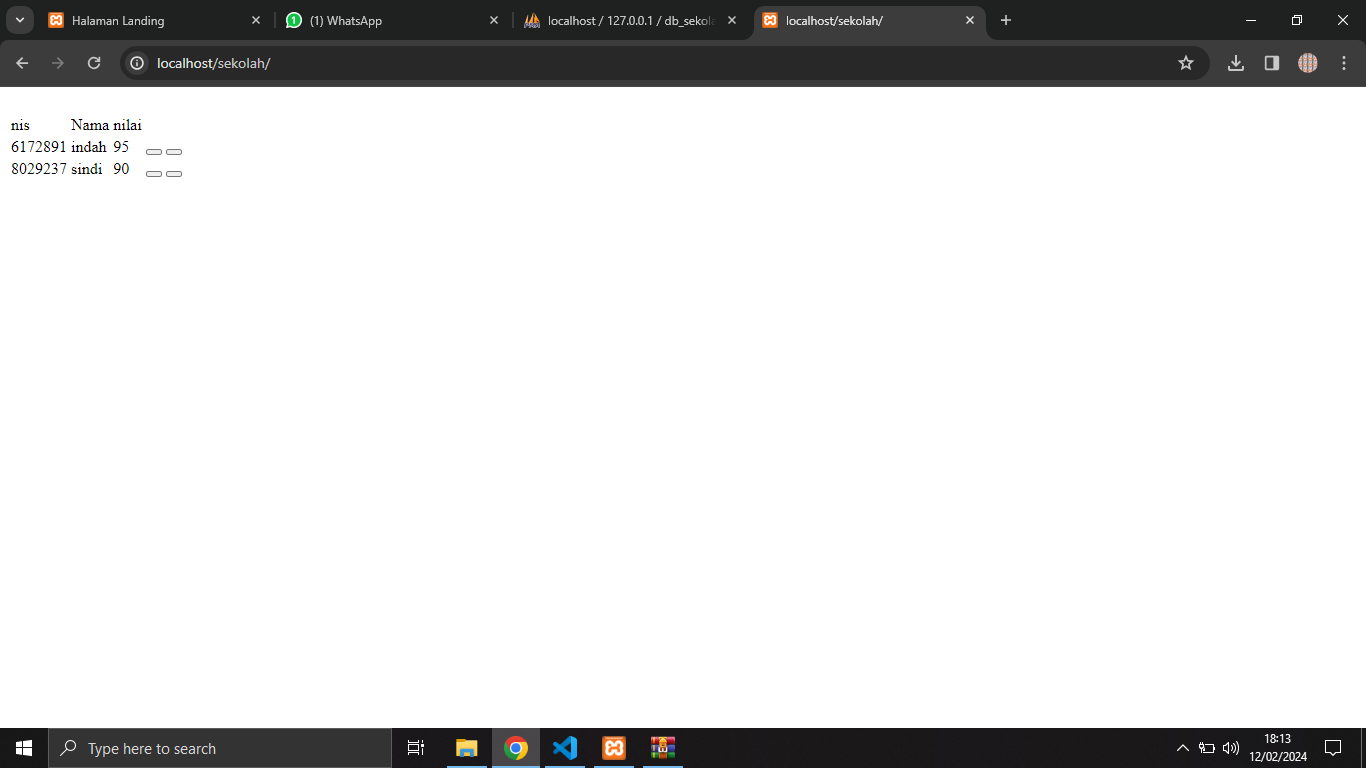 Halaman Landing
(1) WhatsApp
localhost / 127.0.0.1 / db_sekola
localhost/sekolah/
localhost/sekolah/
nis Nama nilai
6172891 indah 95
8029237 sindi 90
Type here to search
18:13
12/02/2024